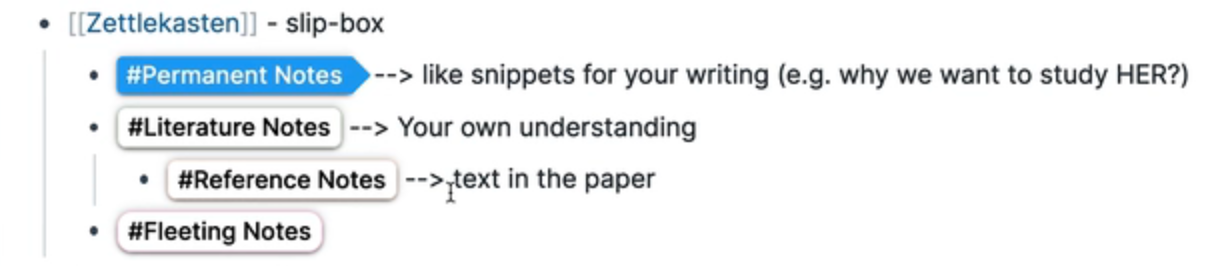 [[Zettlekasten]] - slip-box
#Permanent Notes --> like snippets for your writing (e.g. why we want to study HER?)
#Literature Notes --> Your own understanding
#Reference Notes --> text in the paper
#Fleeting Notes